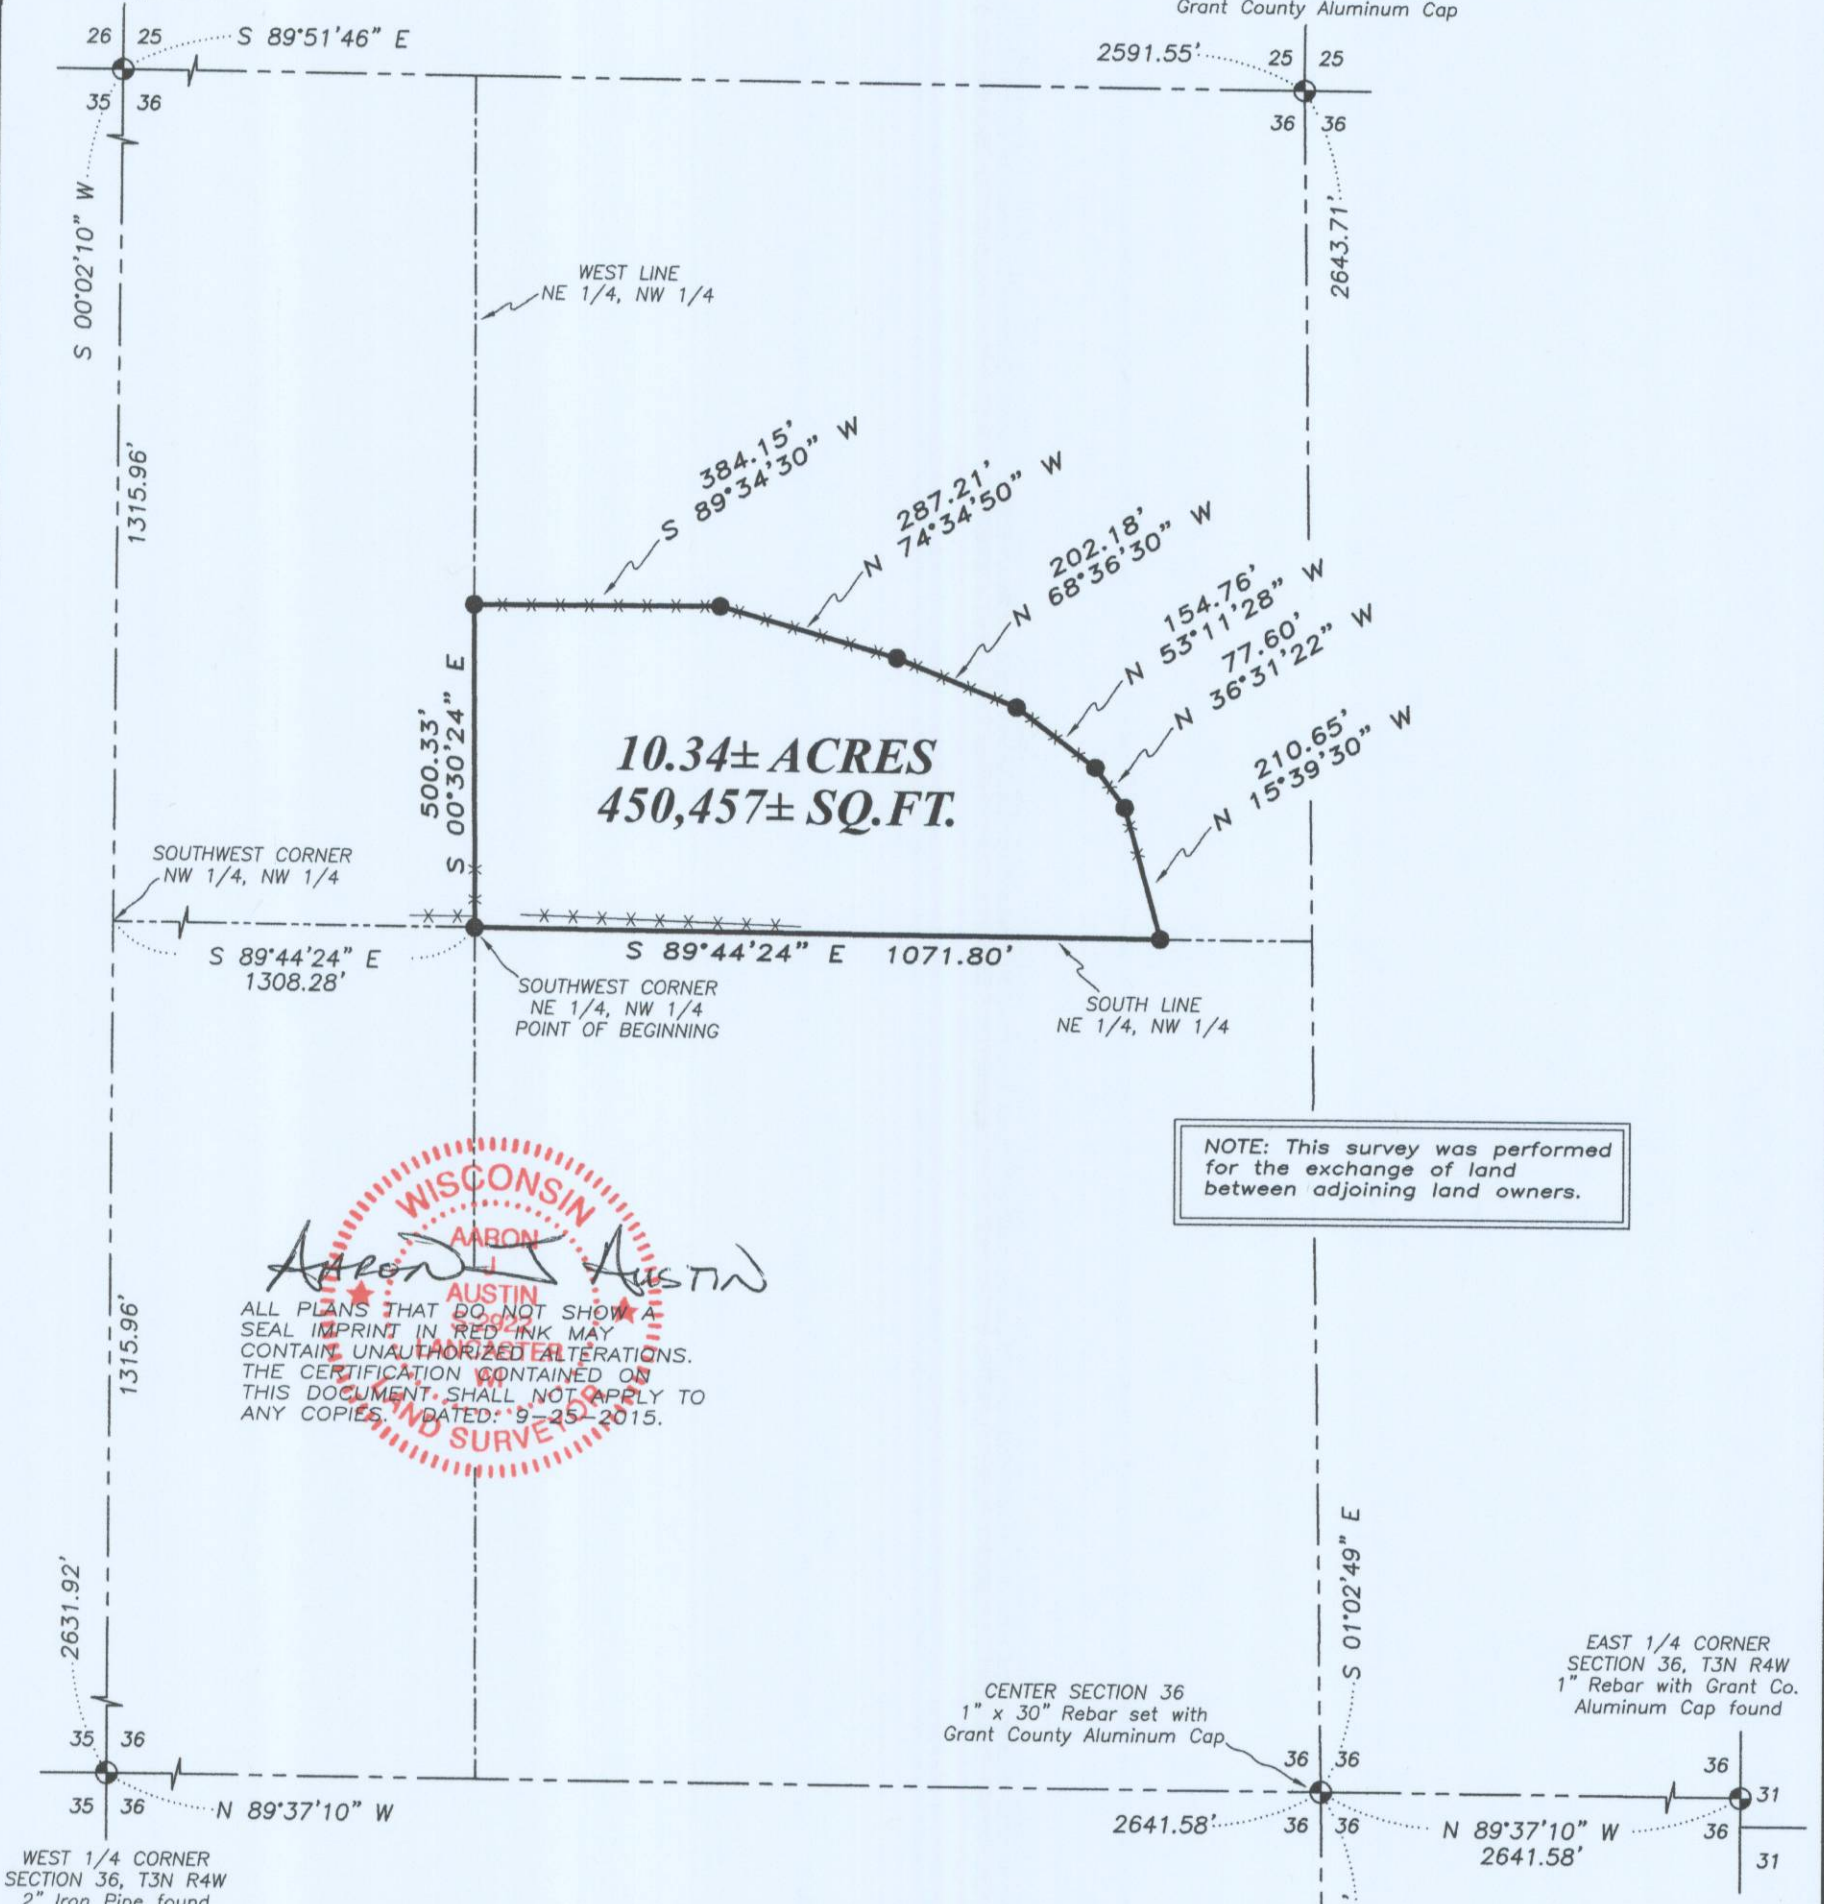 Grant County Aluminum Cap
26 25
S 89°51'46" E
2591.55'
25 25
35 36
36 36
S 00°02'10" W
2643.71'
WEST LINE
NE 1/4, NW 1/4
1315.96'
384.15'
S 89°34'30" W
287.21'
N 74°34'50" W
202.18'
N 68°36'30" W
154.76'
N 53°11'28" W
77.60'
N 36°31'22" W
210.65'
N 15°39'30" W
500.33'
S 00°30'24" E
10.34± ACRES
450,457± SQ.FT.
SOUTHWEST CORNER
NW 1/4, NW 1/4
S 89°44'24" E
1308.28'
S 89°44'24" E 1071.80'
SOUTHWEST CORNER
NE 1/4, NW 1/4
POINT OF BEGINNING
SOUTH LINE
NE 1/4, NW 1/4
NOTE: This survey was performed
for the exchange of land
between adjoining land owners.
WISCONSIN
AARON
J
AUSTIN
S-2922
LANCASTER
WI
LAND SURVEYOR
AARON J AUSTIN
ALL PLANS THAT DO NOT SHOW A
SEAL IMPRINT IN RED INK MAY
CONTAIN UNAUTHORIZED ALTERATIONS.
THE CERTIFICATION CONTAINED ON
THIS DOCUMENT SHALL NOT APPLY TO
ANY COPIES. DATED: 9-25-2015.
1315.96'
2631.92'
S 01°02'49" E
CENTER SECTION 36
1" x 30" Rebar set with
Grant County Aluminum Cap
EAST 1/4 CORNER
SECTION 36, T3N R4W
1" Rebar with Grant Co.
Aluminum Cap found
35 36
36 36
36
31
35 36
N 89°37'10" W
2641.58'
36 36
N 89°37'10" W
2641.58'
36
31
WEST 1/4 CORNER
SECTION 36, T3N R4W
2" Iron Pipe found